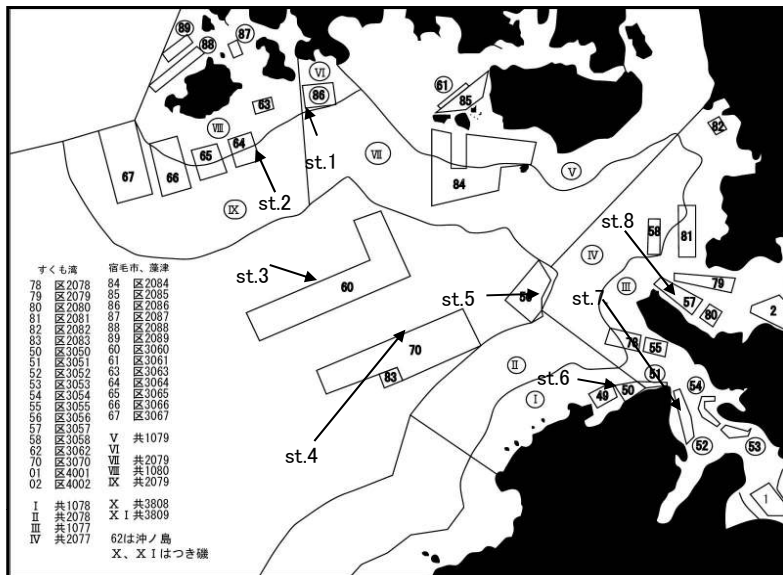 89
88
87
Ⅵ
86
63
Ⅷ
64
65
66
67
st.1
st.2
Ⅶ
61
85
84
Ⅴ
82
Ⅸ
st.3
60
st.4
70
83
st.5
56
Ⅳ
58
81
st.8
Ⅲ
79
57
80
2
st.7
78
55
51
Ⅱ
st.6
Ⅰ
49
50
54
52
53
1
すくも湾
78 区2078
79 区2079
80 区2080
81 区2081
82 区2082
83 区2083
50 区3050
51 区3051
52 区3052
53 区3053
54 区3054
55 区3055
56 区3056
57 区3057
58 区3058
62 区3062
70 区3070
01 区4001
02 区4002
Ⅰ 共1078
Ⅱ 共2078
Ⅲ 共1077
Ⅳ 共2077
宿毛市、藻津
84 区2084
85 区2085
86 区2086
87 区2087
88 区2088
89 区2089
60 区3060
61 区3061
63 区3063
64 区3064
65 区3065
66 区3066
67 区3067
Ⅴ 共1079
Ⅵ
Ⅶ 共2079
Ⅷ 共1080
Ⅸ 共2079
Ⅹ 共3808
ⅩⅠ 共3809
62は沖ノ島
Ⅹ、ⅩⅠはつき磯